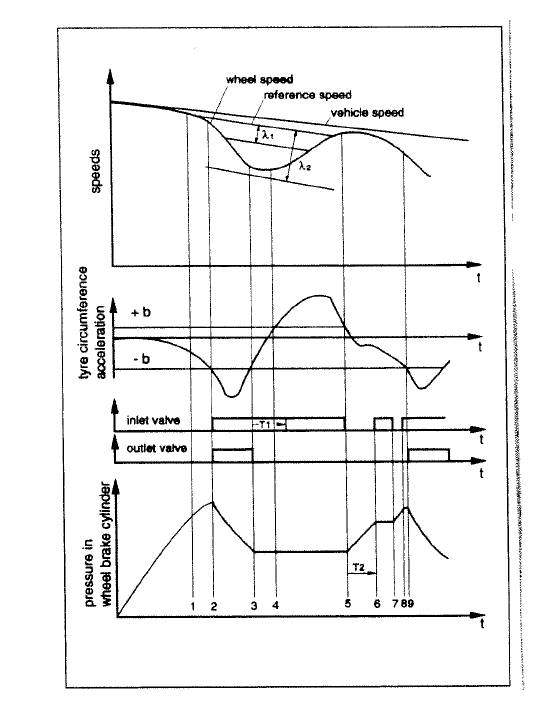 wheel speed
reference speed
vehicle speed
λ1
λ2
speeds
t
tyre circumference
acceleration
+ b
- b
t
inlet valve
T1
t
outlet valve
t
pressure in
wheel brake cylinder
T2
1 2 3 4 5 6 7 8 9
t